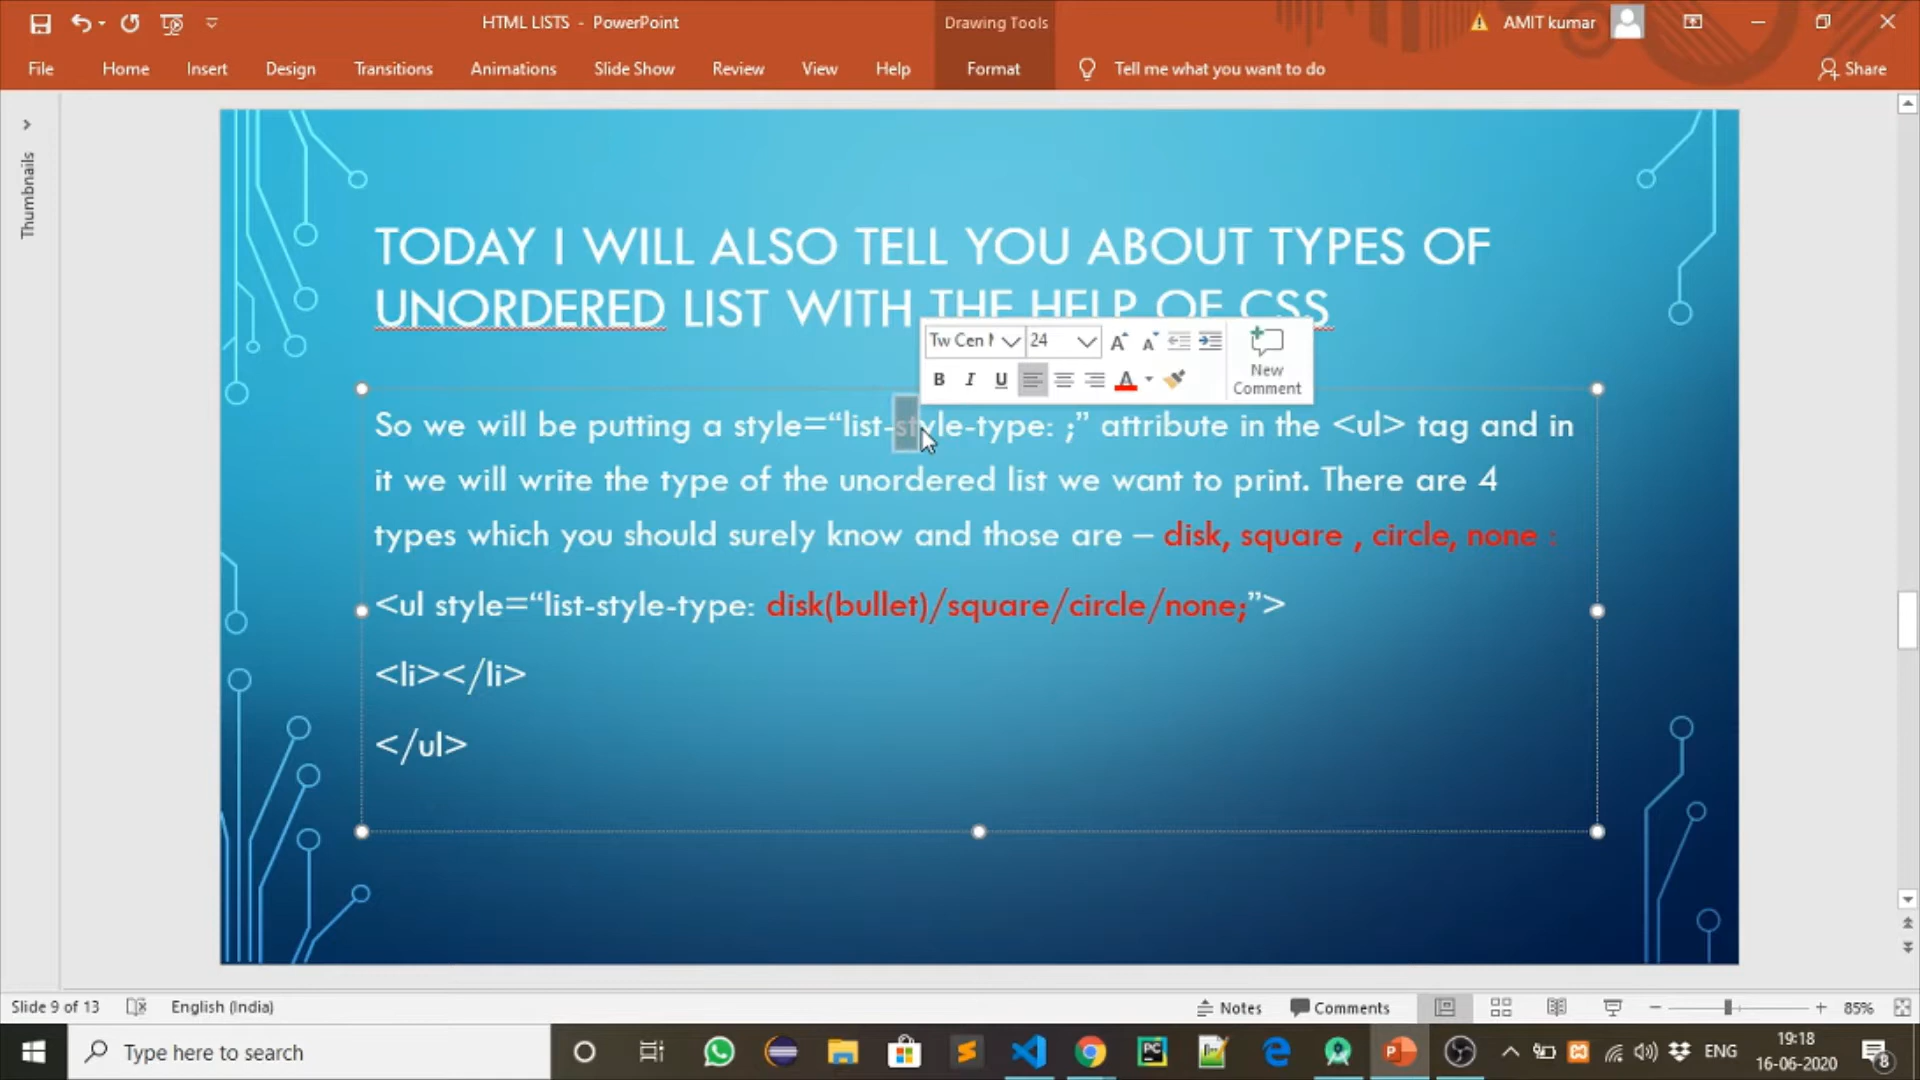 HTML LISTS - PowerPoint
Drawing Tools
AMIT kumar
File Home Insert Design Transitions Animations Slide Show Review View Help Format Tell me what you want to do Share
Thumbnails
TODAY I WILL ALSO TELL YOU ABOUT TYPES OF
UNORDERED LIST WITH THE HELP OF CSS
Tw Cen 24
New
Comment
B I U A
So we will be putting a style=“list-style-type: ;” attribute in the <ul> tag and in
it we will write the type of the unordered list we want to print. There are 4
types which you should surely know and those are – disk, square , circle, none :
<ul style=“list-style-type: disk(bullet)/square/circle/none;”>
<li></li>
</ul>
Slide 9 of 13 English (India) Notes Comments 85%
Type here to search
ENG
19:18
16-06-2020
8